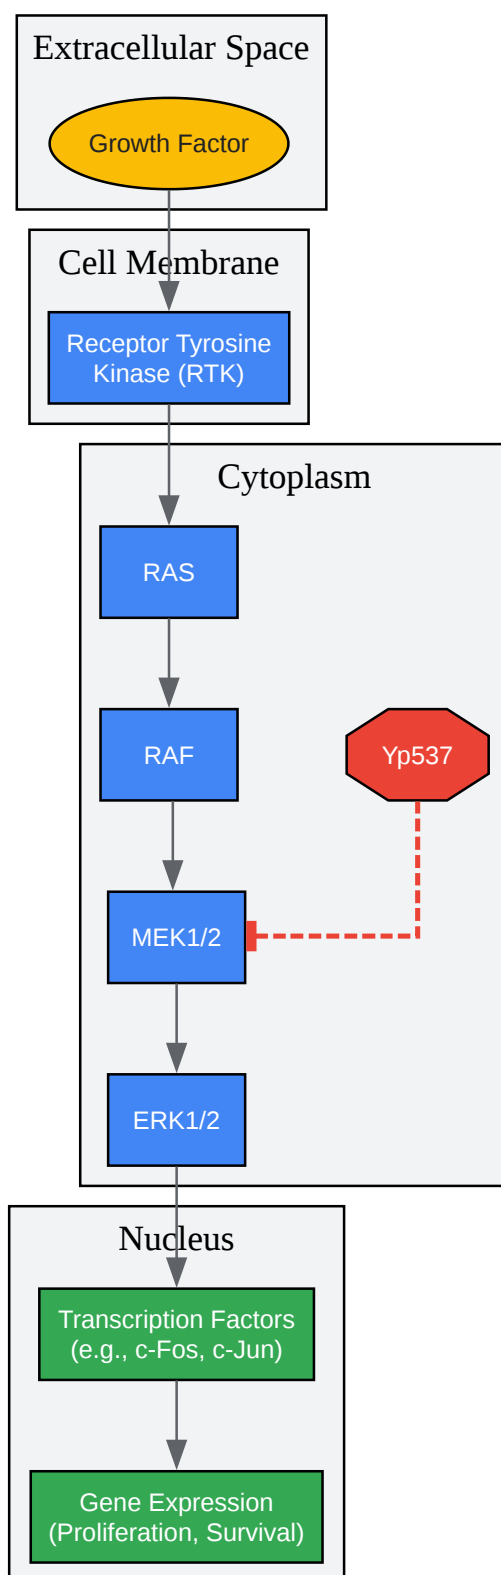 Extracellular Space
Growth Factor
Cell Membrane
Receptor Tyrosine
Kinase (RTK)
Cytoplasm
RAS
RAF
Yp537
MEK1/2
ERK1/2
Nucleus
Transcription Factors
(e.g., c-Fos, c-Jun)
Gene Expression
(Proliferation, Survival)